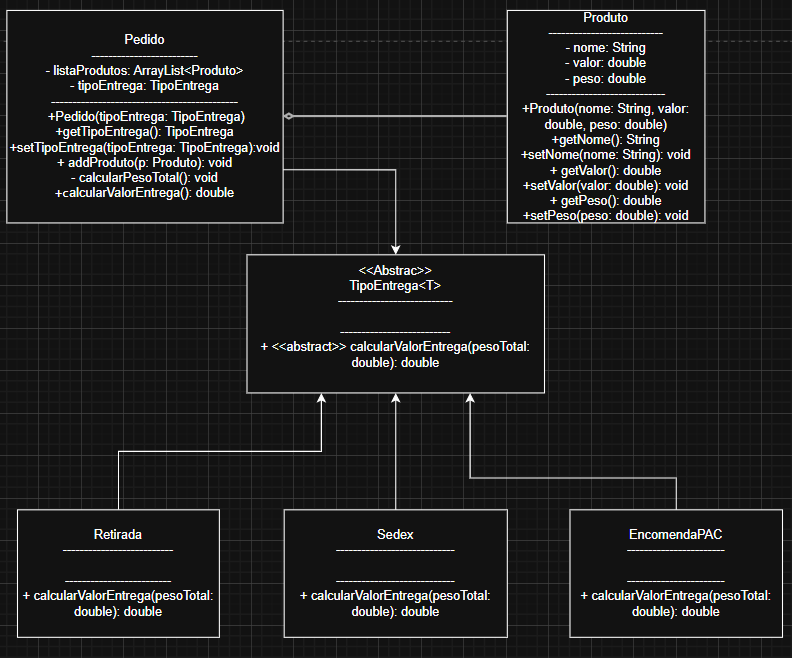 Pedido
-------------------------
- listaProdutos: ArrayList<Produto>
- tipoEntrega: TipoEntrega
--------------------------------------------
+Pedido(tipoEntrega: TipoEntrega)
+getTipoEntrega(): TipoEntrega
+setTipoEntrega(tipoEntrega: TipoEntrega):void
+ addProduto(p: Produto): void
- calcularPesoTotal(): void
+calcularValorEntrega(): double
Produto
---------------------------
- nome: String
- valor: double
- peso: double
----------------------------
+Produto(nome: String, valor:
double, peso: double)
+getNome(): String
+setNome(nome: String): void
+ getValor(): double
+setValor(valor: double): void
+ getPeso(): double
+setPeso(peso: double): void
<<Abstrac>>
TipoEntrega<T>
---------------------------
--------------------------
+ <<abstract>> calcularValorEntrega(pesoTotal:
double): double
Retirada
--------------------------
-------------------------
+ calcularValorEntrega(pesoTotal:
double): double
Sedex
----------------------------
----------------------------
+ calcularValorEntrega(pesoTotal:
double): double
EncomendaPAC
-----------------------
-----------------------
+ calcularValorEntrega(pesoTotal:
double): double